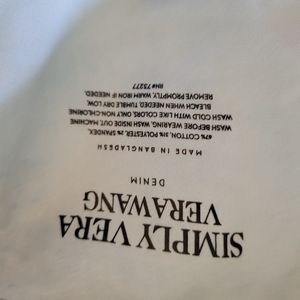 SIMPLY VERA
VERAWANG
DENIM
MADE IN BANGLADESH
67% COTTON, 31% POLYESTER, 2% SPANDEX.
WASH BEFORE WEARING. WASH INSIDE OUT. MACHINE
WASH COLD WITH LIKE COLORS. ONLY NON CHLORINE
BLEACH WHEN NEEDED. TUMBLE DRY LOW.
REMOVE PROMPTLY. WARM IRON IF NEEDED.
RN#73277